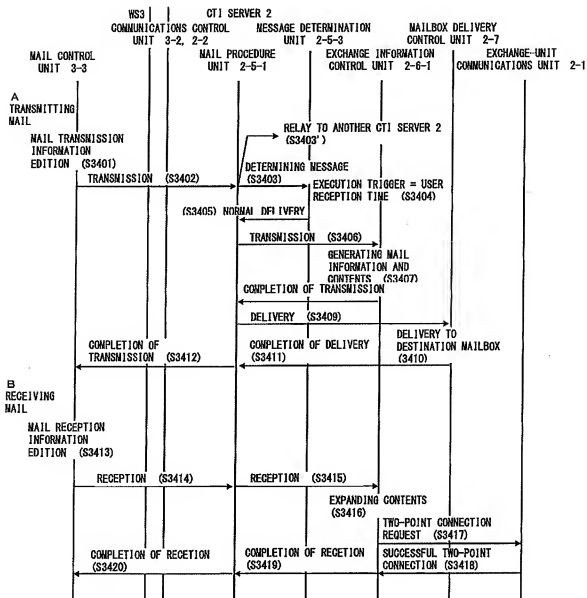 WS3
CTI SERVER 2
COMMUNICATIONS CONTROL
UNIT 3-2, 2-2
MESSAGE DETERMINATION
UNIT 2-5-3
MAILBOX DELIVERY
CONTROL UNIT 2-7
MAIL CONTROL
UNIT 3-3
MAIL PROCEDURE
UNIT 2-5-1
EXCHANGE INFORMATION
CONTROL UNIT 2-6-1
EXCHANGE-UNIT
COMMUNICATIONS UNIT 2-1
A
TRANSMITTING
MAIL
MAIL TRANSMISSION
INFORMATION
EDITION (S3401)
RELAY TO ANOTHER CTI SERVER 2
(S3403')
TRANSMISSION (S3402)
DETERMINING MESSAGE
(S3403)
EXECUTION TRIGGER = USER
RECEPTION TIME (S3404)
(S3405) NORMAL DELIVERY
TRANSMISSION (S3406)
GENERATING MAIL
INFORMATION AND
CONTENTS (S3407)
COMPLETION OF TRANSMISSION
DELIVERY (S3409)
DELIVERY TO
DESTINATION MAILBOX
(3410)
COMPLETION OF
TRANSMISSION (S3412)
COMPLETION OF DELIVERY
(S3411)
B
RECEIVING
MAIL
MAIL RECEPTION
INFORMATION
EDITION (S3413)
RECEPTION (S3414)
RECEPTION (S3415)
EXPANDING CONTENTS
(S3416)
TWO-POINT CONNECTION
REQUEST (S3417)
COMPLETION OF RECETION
(S3420)
COMPLETION OF RECETION
(S3419)
SUCCESSFUL TWO-POINT
CONNECTION (S3418)